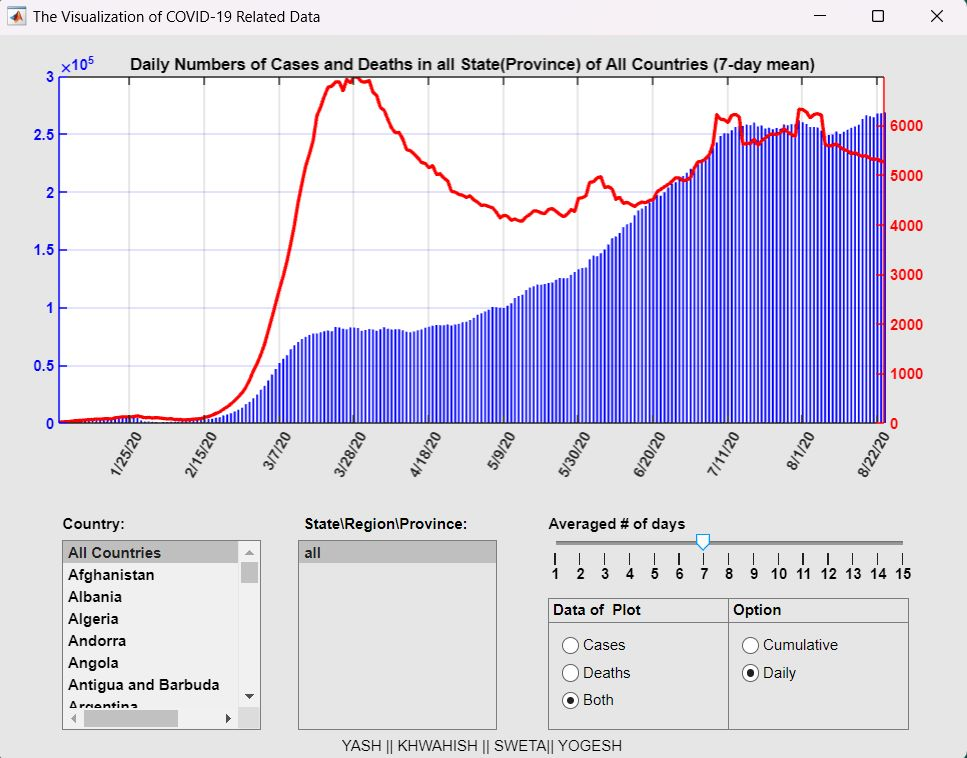 The Visualization of COVID-19 Related Data
×10⁵
Daily Numbers of Cases and Deaths in all State(Province) of All Countries (7-day mean)
3
2.5
2
1.5
1
0.5
0
6000
5000
4000
3000
2000
1000
0
1/25/20
2/15/20
3/7/20
3/28/20
4/18/20
5/9/20
5/30/20
6/20/20
7/11/20
8/1/20
8/22/20
Country:
All Countries
Afghanistan
Albania
Algeria
Andorra
Angola
Antigua and Barbuda
Argentina
State\Region\Province:
all
Averaged # of days
1 2 3 4 5 6 7 8 9 10 11 12 13 14 15
Data of Plot
Cases
Deaths
Both
Option
Cumulative
Daily
YASH || KHWAHISH || SWETA|| YOGESH